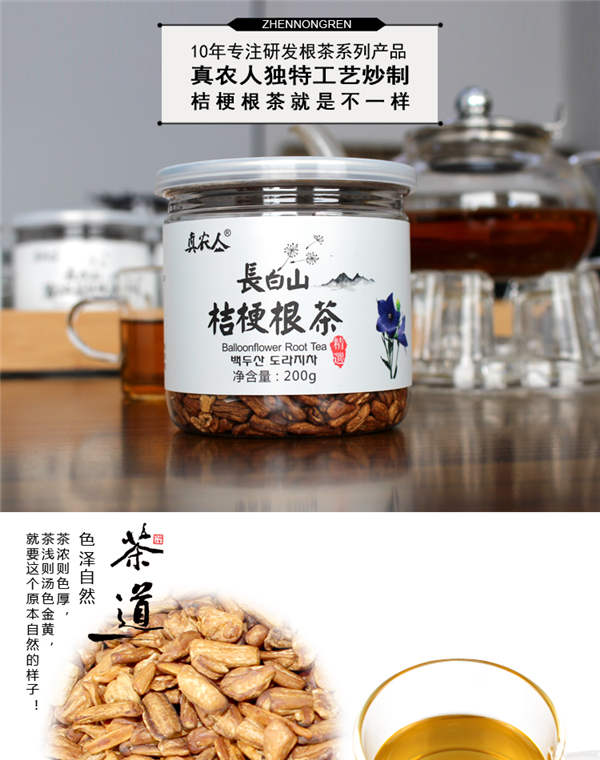 ZHENNONGREN
10年专注研发根茶系列产品
真农人独特工艺炒制
桔梗根茶就是不一样
真农人®
長白山
桔梗根茶
Balloonflower Root Tea
백두산 도라지차
精选
净含量：200g
茶道
色泽自然
茶浓则色厚，
茶浅则汤色金黄，
就要这个原本自然的样子！